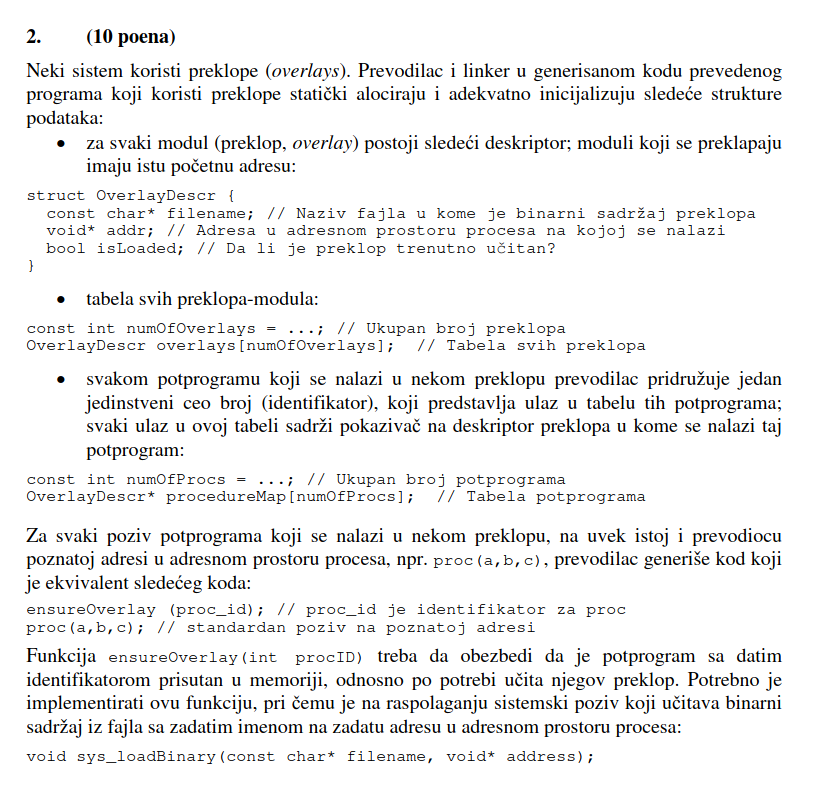 2. (10 poena)
Neki sistem koristi preklope (overlays). Prevodilac i linker u generisanom kodu prevedenog
programa koji koristi preklope statički alociraju i adekvatno inicijalizuju sledeće strukture
podataka:
• za svaki modul (preklop, overlay) postoji sledeći deskriptor; moduli koji se preklapaju
imaju istu početnu adresu:
struct OverlayDescr {
const char* filename; // Naziv fajla u kome je binarni sadržaj preklopa
void* addr; // Adresa u adresnom prostoru procesa na kojoj se nalazi
bool isLoaded; // Da li je preklop trenutno učitan?
}
• tabela svih preklopa-modula:
const int numOfOverlays = ...; // Ukupan broj preklopa
OverlayDescr overlays[numOfOverlays]; // Tabela svih preklopa
• svakom potprogramu koji se nalazi u nekom preklopu prevodilac pridružuje jedan
jedinstveni ceo broj (identifikator), koji predstavlja ulaz u tabelu tih potprograma;
svaki ulaz u ovoj tabeli sadrži pokazivač na deskriptor preklopa u kome se nalazi taj
potprogram:
const int numOfProcs = ...; // Ukupan broj potprograma
OverlayDescr* procedureMap[numOfProcs]; // Tabela potprograma
Za svaki poziv potprograma koji se nalazi u nekom preklopu, na uvek istoj i prevodiocu
poznatoj adresi u adresnom prostoru procesa, npr. proc(a,b,c), prevodilac generiše kod koji
je ekvivalent sledećeg koda:
ensureOverlay (proc_id); // proc_id je identifikator za proc
proc(a,b,c); // standardan poziv na poznatoj adresi
Funkcija ensureOverlay(int procID) treba da obezbedi da je potprogram sa datim
identifikatorom prisutan u memoriji, odnosno po potrebi učita njegov preklop. Potrebno je
implementirati ovu funkciju, pri čemu je na raspolaganju sistemski poziv koji učitava binarni
sadržaj iz fajla sa zadatim imenom na zadatu adresu u adresnom prostoru procesa:
void sys_loadBinary(const char* filename, void* address);